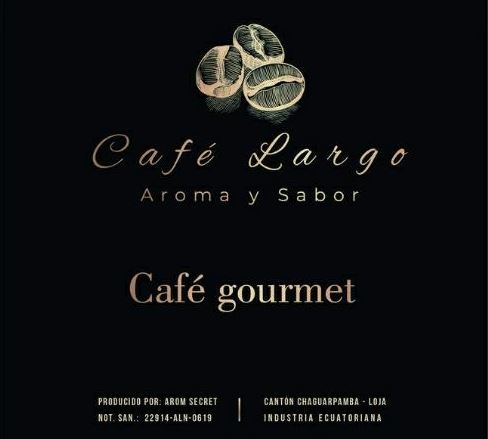 Café Largo
Aroma y Sabor
Café gourmet
PRODUCIDO POR: AROM SECRET
NOT. SAN.: 22914-ALN-0619
CANTÓN CHAGUARPAMBA - LOJA
INDUSTRIA ECUATORIANA